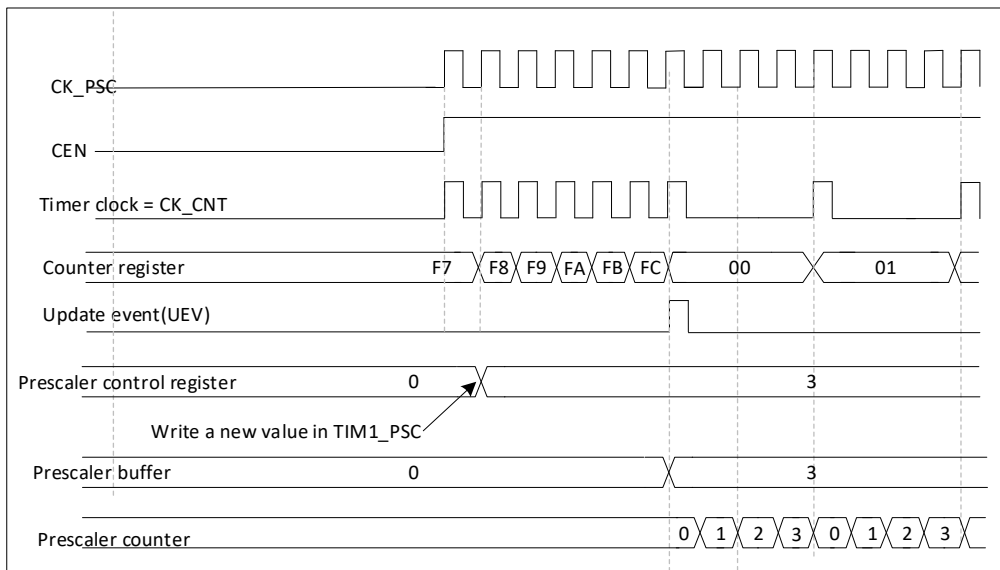 CK_PSC
CEN
Timer clock = CK_CNT
Counter register F7 F8 F9 FA FB FC 00 01
Update event(UEV)
Prescaler control register 0 3
Write a new value in TIM1_PSC
Prescaler buffer 0 3
Prescaler counter 0 1 2 3 0 1 2 3